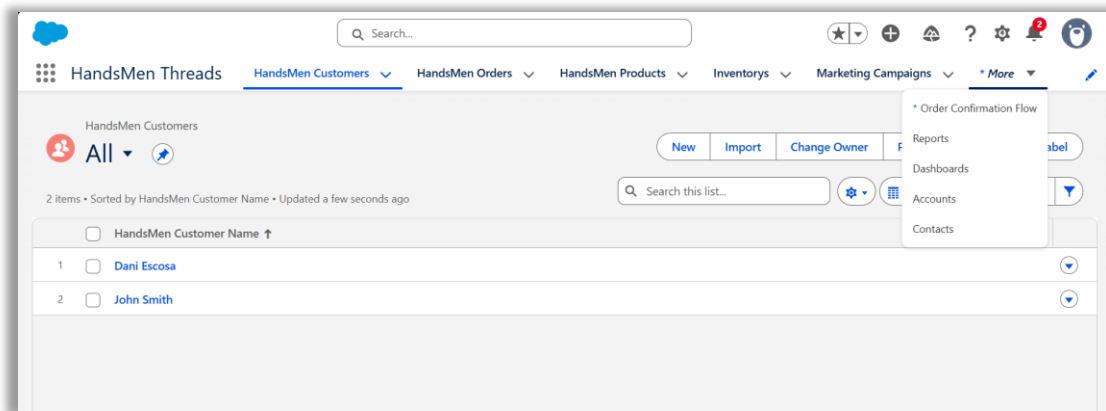 Search...
2
HandsMen Threads HandsMen Customers HandsMen Orders HandsMen Products Inventorys Marketing Campaigns * More
* Order Confirmation Flow
Reports
Dashboards
Accounts
Contacts
HandsMen Customers
All
New Import Change Owner
2 items • Sorted by HandsMen Customer Name • Updated a few seconds ago
Search this list...
HandsMen Customer Name ↑
1 Dani Escosa
2 John Smith